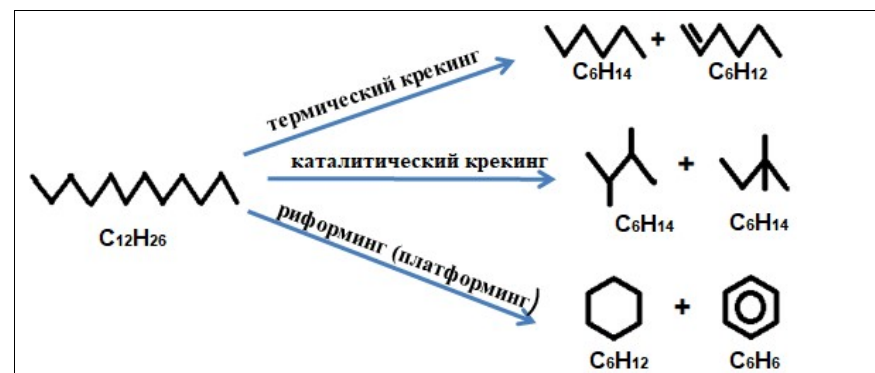 термический крекинг
C6H14 + C6H12
каталитический крекинг
C12H26
C6H14 + C6H14
риформинг (платформинг)
C6H12 + C6H6